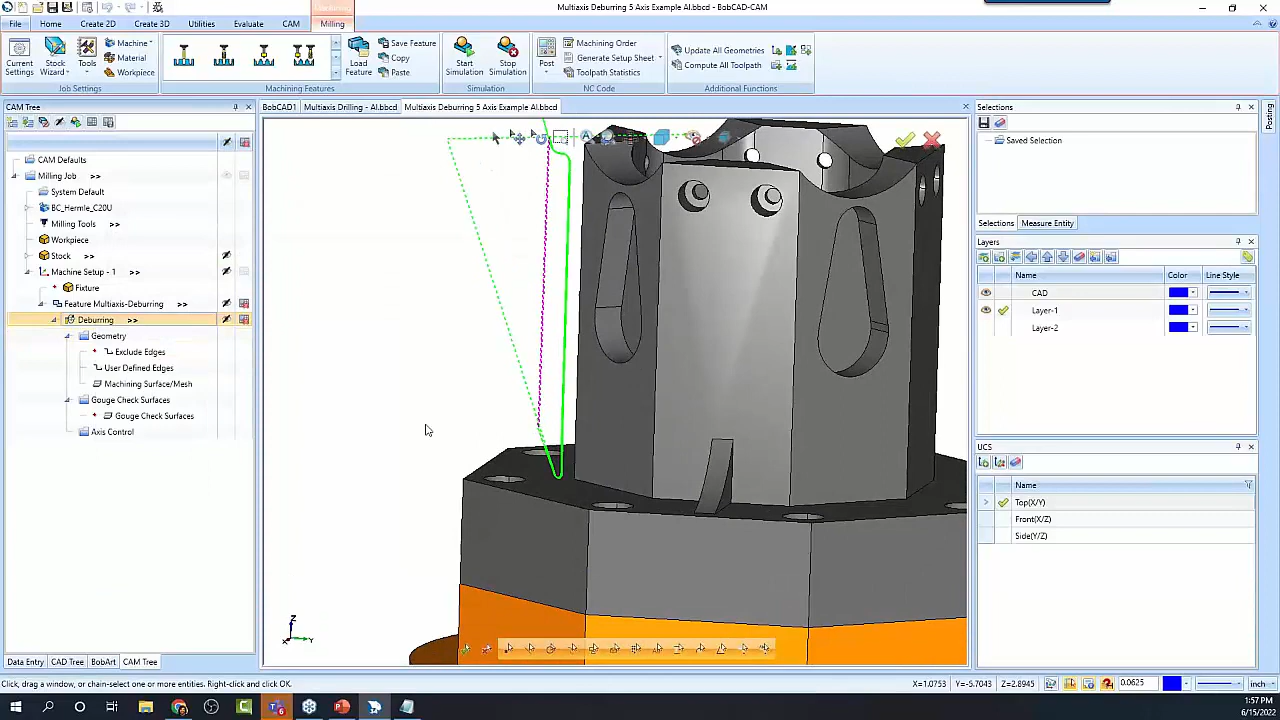 Machining
Multiaxis Deburring 5 Axis Example AI.bbcd - BobCAD-CAM
File Home Create 2D Create 3D Utilities Evaluate CAM Milling
Current Settings
Stock Wizard
Tools
Machine
Material
Workpiece
Job Settings
Load Feature
Save Feature
Copy
Paste
Machining Features
Start Simulation
Stop Simulation
Simulation
Post
Machining Order
Generate Setup Sheet
Toolpath Statistics
NC Code
Update All Geometries
Compute All Toolpath
Additional Functions
CAM Tree
BobCAD1 Multiaxis Drilling - AI.bbcd Multiaxis Deburring 5 Axis Example AI.bbcd
CAM Defaults
Milling Job >>
System Default
BC_Hermle_C20U
Milling Tools >>
Workpiece
Stock >>
Machine Setup - 1 >>
Fixture
Feature Multiaxis-Deburring >>
Deburring >>
Geometry
Exclude Edges
User Defined Edges
Machining Surface/Mesh
Gouge Check Surfaces
Gouge Check Surfaces
Axis Control
Data Entry CAD Tree BobArt CAM Tree
Z
X
Y
Selections
Saved Selection
Selections Measure Entity
Layers
Name Color Line Style
CAD
Layer-1
Layer-2
UCS
Name
Top(X/Y)
Front(X/Z)
Side(Y/Z)
Posting
Click, drag a window, or chain-select one or more entities. Right-click and click OK.
X=1.0753 Y=-5.7043 Z=2.8945 0.0625 inch
1:57 PM
6/15/2022